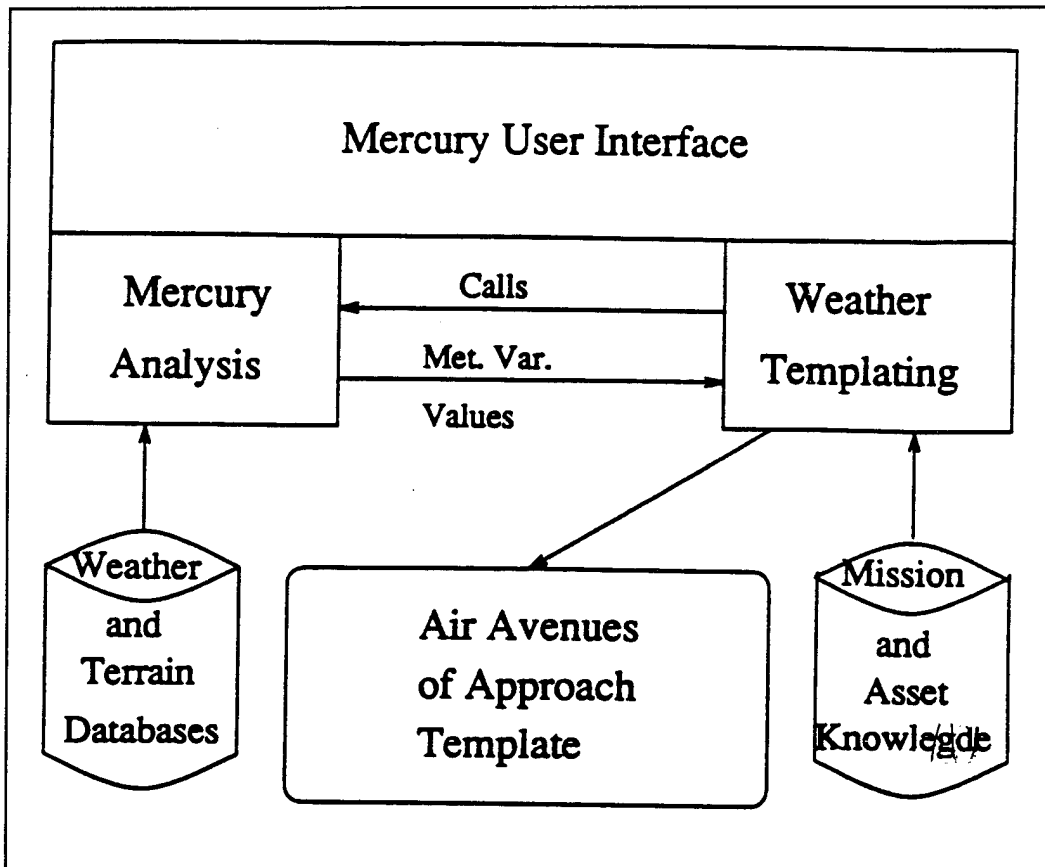 Mercury User Interface
Mercury
Analysis
Calls
Met. Var.
Values
Weather
Templating
Weather
and
Terrain
Databases
Air Avenues
of Approach
Template
Mission
and
Asset
Knowlegde